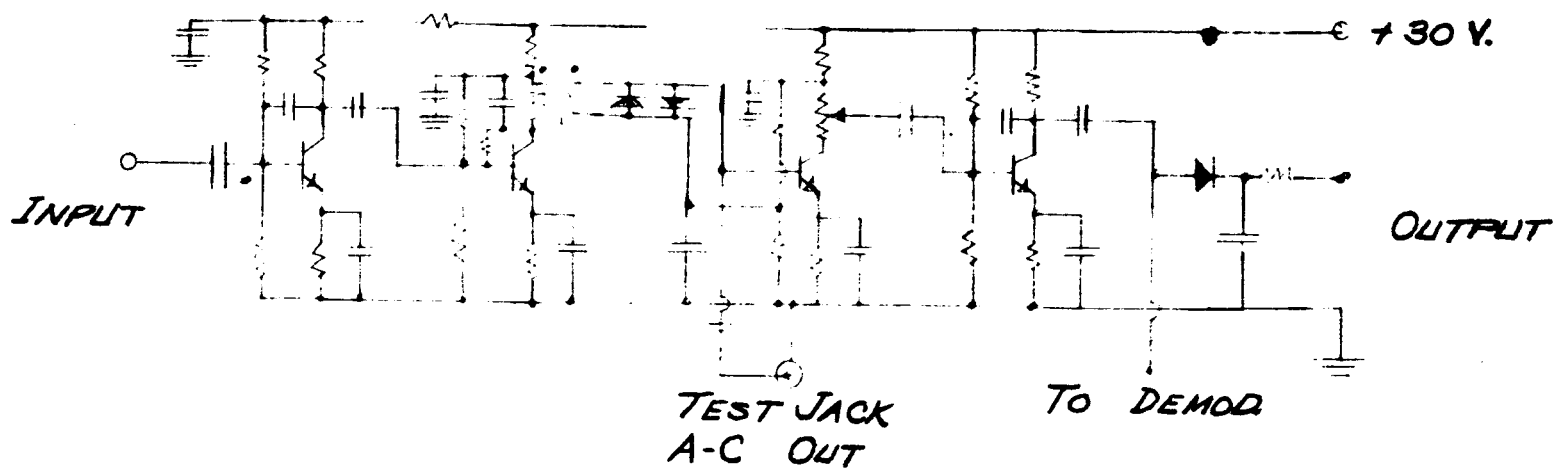 +30 V.
INPUT
OUTPUT
TEST JACK
A-C OUT
TO DEMOD.